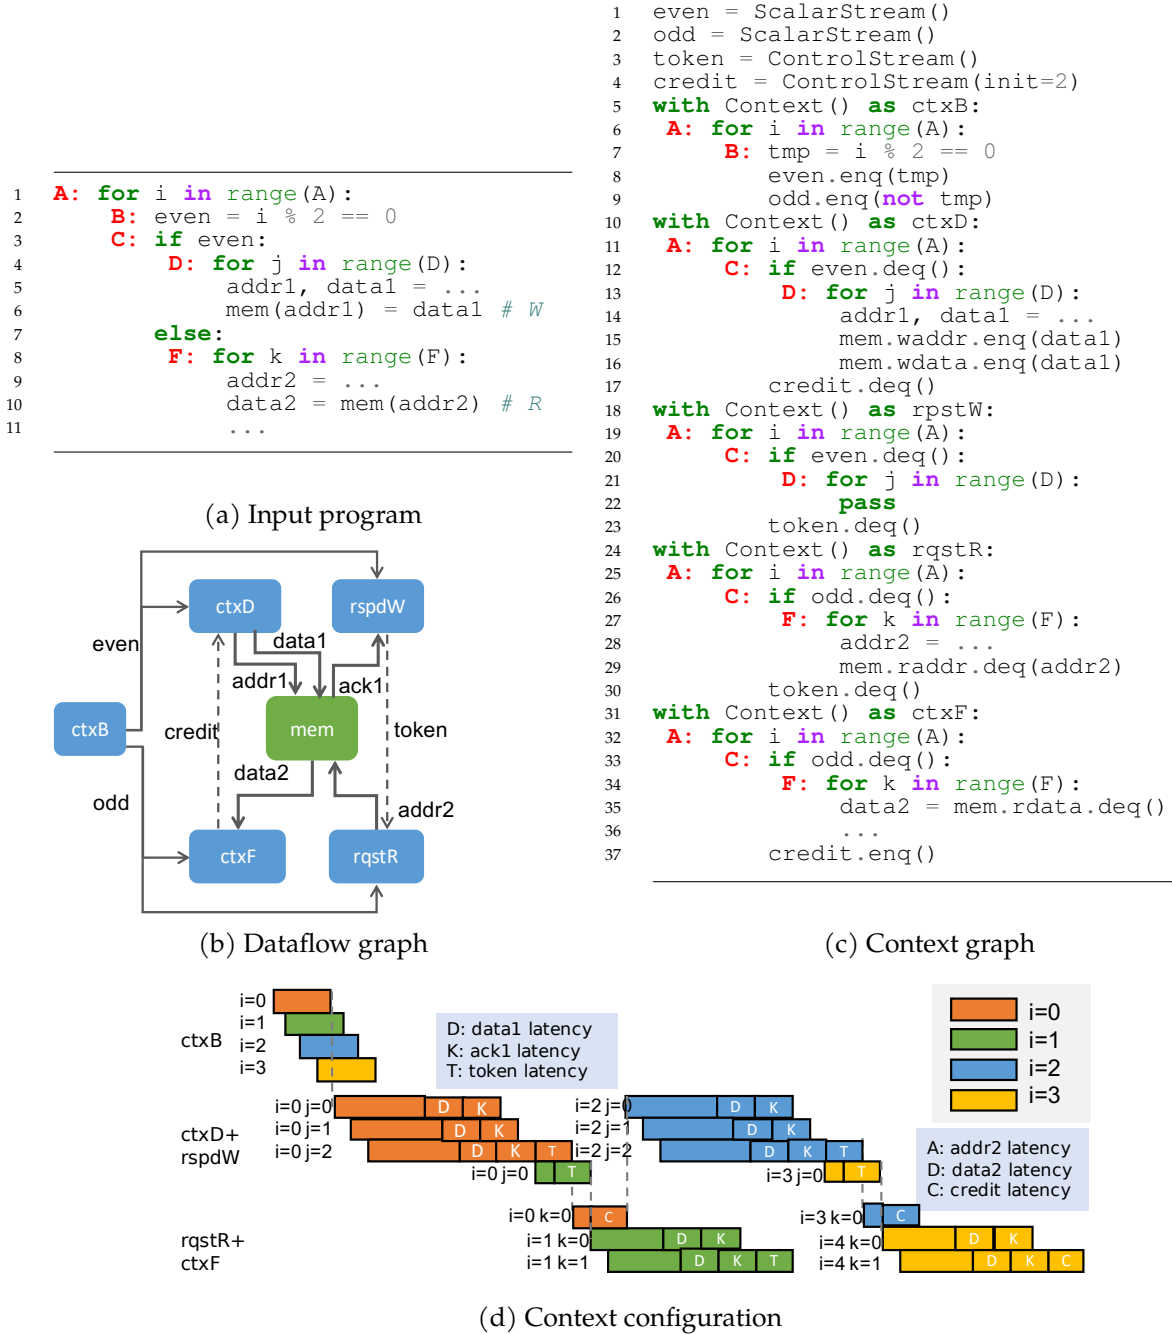 1 A: for i in range(A):
2 B: even = i % 2 == 0
3 C: if even:
4 D: for j in range(D):
5 addr1, data1 = ...
6 mem(addr1) = data1 # W
7 else:
8 F: for k in range(F):
9 addr2 = ...
10 data2 = mem(addr2) # R
11 ...
(a) Input program
1 even = ScalarStream()
2 odd = ScalarStream()
3 token = ControlStream()
4 credit = ControlStream(init=2)
5 with Context() as ctxB:
6 A: for i in range(A):
7 B: tmp = i % 2 == 0
8 even.enq(tmp)
9 odd.enq(not tmp)
10 with Context() as ctxD:
11 A: for i in range(A):
12 C: if even.deq():
13 D: for j in range(D):
14 addr1, data1 = ...
15 mem.waddr.enq(data1)
16 mem.wdata.enq(data1)
17 credit.deq()
18 with Context() as rpstW:
19 A: for i in range(A):
20 C: if even.deq():
21 D: for j in range(D):
22 pass
23 token.deq()
24 with Context() as rqstR:
25 A: for i in range(A):
26 C: if odd.deq():
27 F: for k in range(F):
28 addr2 = ...
29 mem.raddr.deq(addr2)
30 token.deq()
31 with Context() as ctxF:
32 A: for i in range(A):
33 C: if odd.deq():
34 F: for k in range(F):
35 data2 = mem.rdata.deq()
36 ...
37 credit.enq()
(c) Context graph
ctxD
rspdW
even
data1
addr1
ack1
ctxB
credit
mem
token
data2
odd
addr2
ctxF
rqstR
(b) Dataflow graph
ctxB
i=0
i=1
i=2
i=3
D: data1 latency
K: ack1 latency
T: token latency
i=0
i=1
i=2
i=3
ctxD+
rspdW
i=0 j=0 D K
i=0 j=1 D K
i=0 j=2 D K T
i=0 j=0 T
i=2 j=0 D K
i=2 j=1 D K
i=2 j=2 D K T
i=3 j=0 T
A: addr2 latency
D: data2 latency
C: credit latency
rqstR+
ctxF
i=0 k=0 C
i=1 k=0 D K
i=1 k=1 D K T
i=3 k=0 C
i=4 k=0 D K
i=4 k=1 D K C
(d) Context configuration